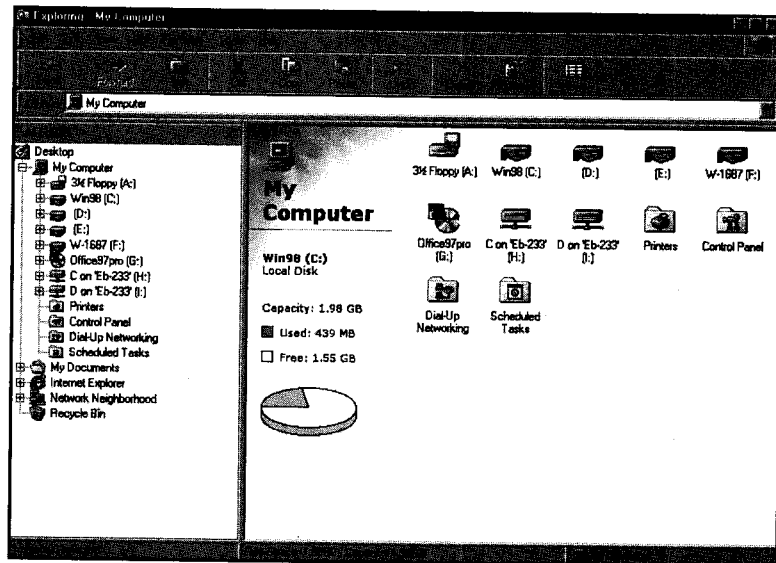 Exploring - My Computer
My Computer
Desktop
My Computer
3½ Floppy (A:)
Win98 (C:)
(D:)
(E:)
W-1687 (F:)
Office97pro (G:)
C on 'Eb-233' (H:)
D on 'Eb-233' (I:)
Printers
Control Panel
Dial-Up Networking
Scheduled Tasks
My Documents
Internet Explorer
Network Neighborhood
Recycle Bin
My
Computer
Win98 (C:)
Local Disk
Capacity: 1.98 GB
Used: 439 MB
Free: 1.55 GB
3½ Floppy (A:) Win98 (C:) (D:) (E:) W-1687 (F:)
Office97pro C on 'Eb-233' D on 'Eb-233' Printers Control Panel
(G:) (H:) (I:)
Dial-Up Scheduled
Networking Tasks